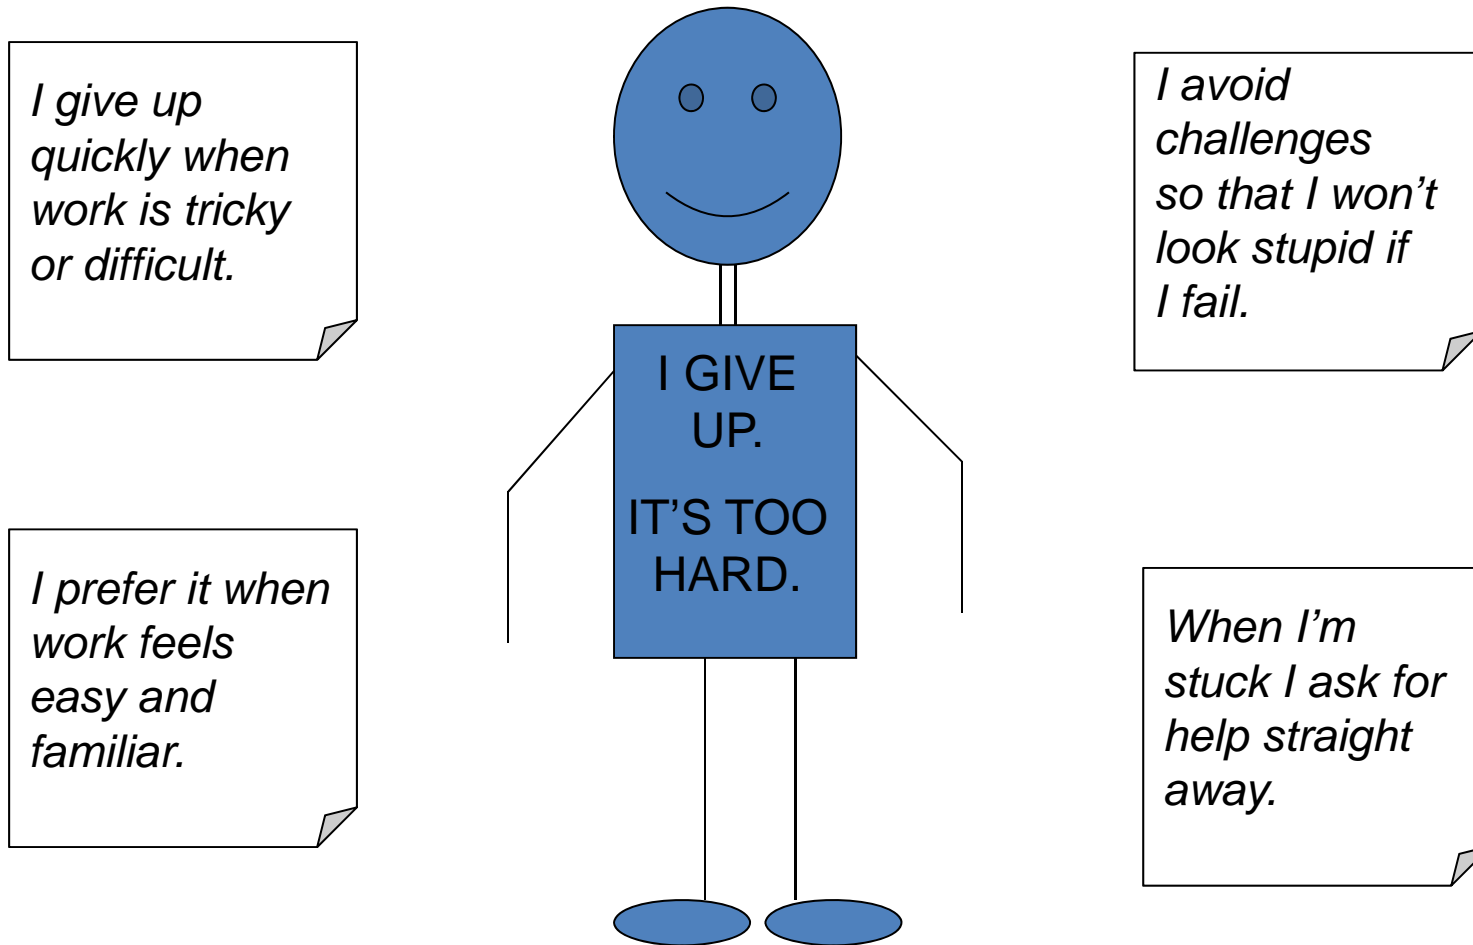 I give up
quickly when
work is tricky
or difficult.
I avoid
challenges
so that I won’t
look stupid if
I fail.
I GIVE
UP.
IT’S TOO
HARD.
I prefer it when
work feels
easy and
familiar.
When I’m
stuck I ask for
help straight
away.